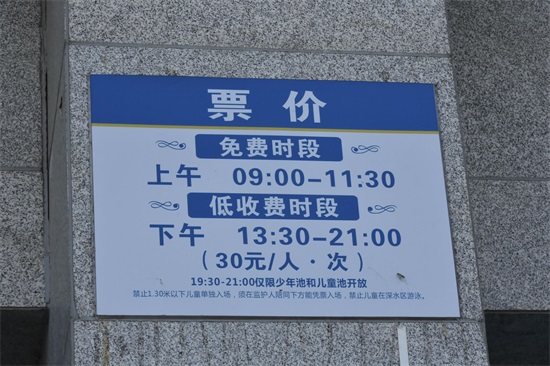 票价
免费时段
上午 09:00-11:30
低收费时段
下午 13:30-21:00
(30元/人·次)
19:30-21:00仅限少年池和儿童池开放
禁止1.30米以下儿童单独入场，须在监护人陪同下方能凭票入场，禁止儿童在深水区游泳。